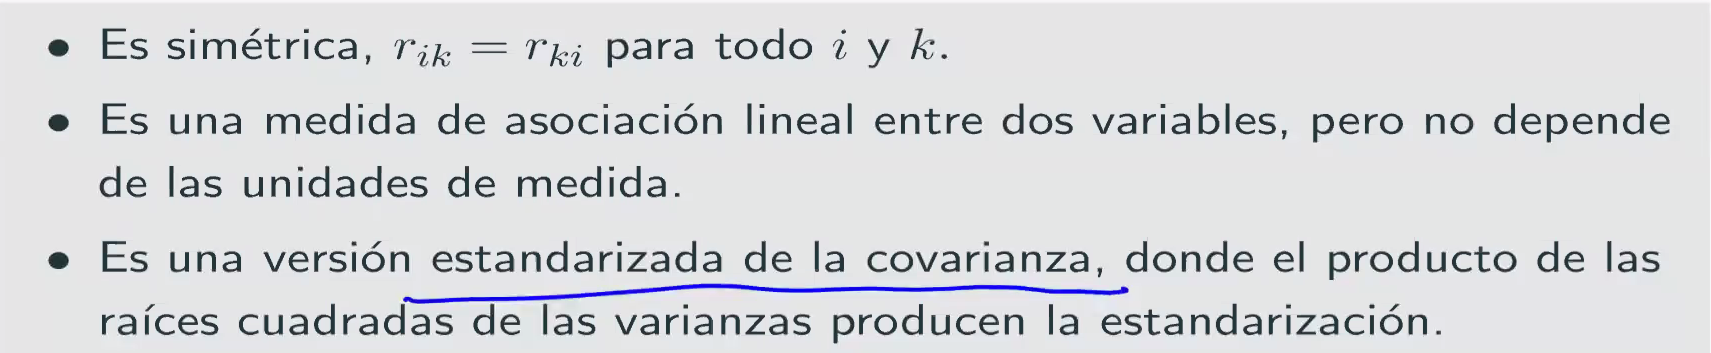 • Es simétrica, r_{ik} = r_{ki} para todo i y k.
• Es una medida de asociación lineal entre dos variables, pero no depende
de las unidades de medida.
• Es una versión estandarizada de la covarianza, donde el producto de las
raíces cuadradas de las varianzas producen la estandarización.